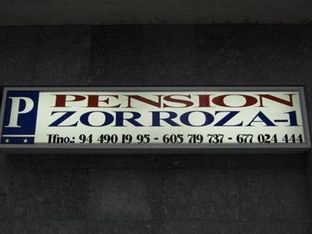 P
PENSION
ZORROZA-1
Tfno.: 94 490 19 95 - 605 719 737 - 677 024 444